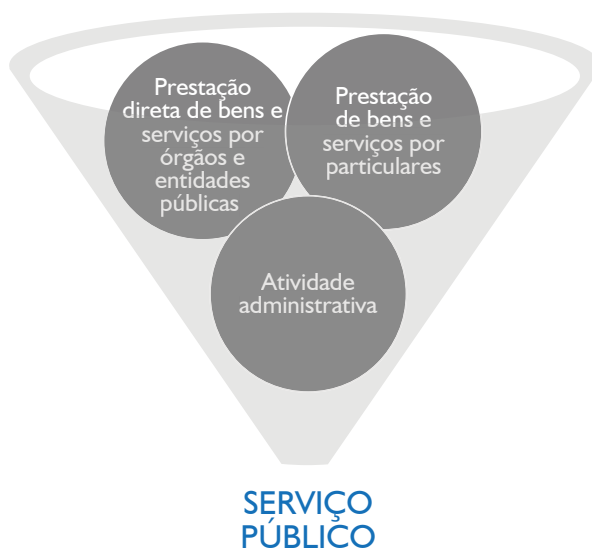 Prestação
direta de bens e
serviços por
órgãos e
entidades
públicas
Prestação
de bens e
serviços por
particulares
Atividade
administrativa
SERVIÇO
PÚBLICO